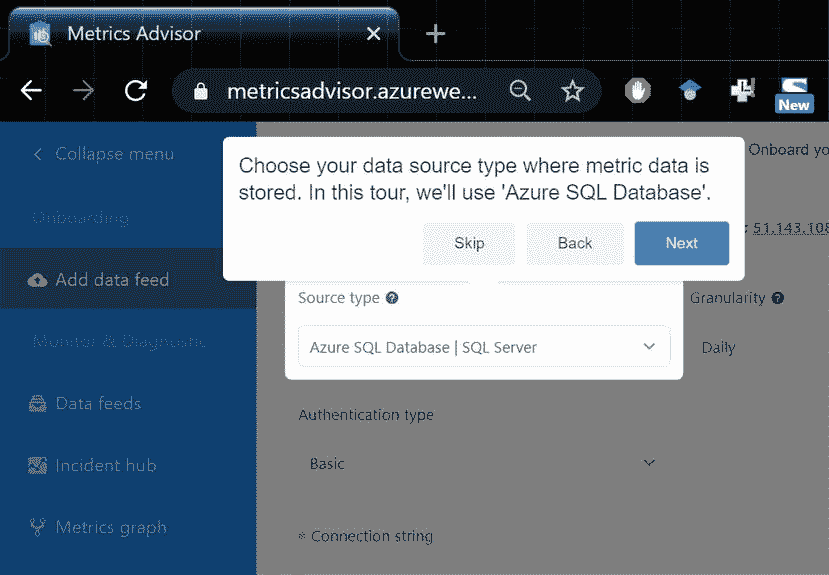 Metrics Advisor
metricsadvisor.azurewe...
New
Collapse menu
Onboarding
Add data feed
Monitor & Diagnostic
Data feeds
Incident hub
Metrics graph
Choose your data source type where metric data is
stored. In this tour, we'll use 'Azure SQL Database'.
Skip Back Next
Onboard yo
51.143.108
Source type
Granularity
Azure SQL Database | SQL Server
Daily
Authentication type
Basic
* Connection string